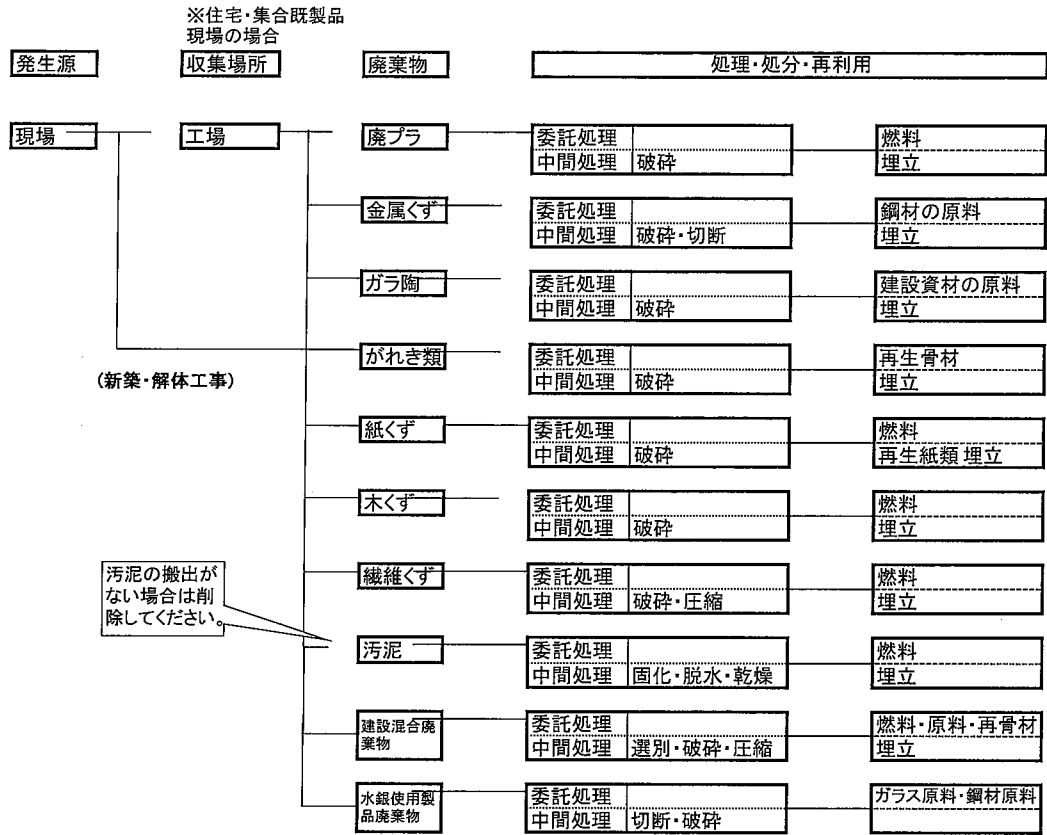 ※住宅・集合既製品
現場の場合
発生源 収集場所 廃棄物 処理・処分・再利用
現場 工場 廃プラ 委託処理 燃料
中間処理 破砕 埋立
金属くず 委託処理 鋼材の原料
中間処理 破砕・切断 埋立
ガラ陶 委託処理 建設資材の原料
中間処理 破砕 埋立
がれき類 委託処理 再生骨材
中間処理 破砕 埋立
(新築・解体工事)
紙くず 委託処理 燃料
中間処理 破砕 再生紙類 埋立
木くず 委託処理 燃料
中間処理 破砕 埋立
汚泥の搬出が
ない場合は削
除してください。
繊維くず 委託処理 燃料
中間処理 破砕・圧縮 埋立
汚泥 委託処理 燃料
中間処理 固化・脱水・乾燥 埋立
建設混合廃
棄物
委託処理 燃料・原料・再骨材
中間処理 選別・破砕・圧縮 埋立
水銀使用製
品廃棄物
委託処理 ガラス原料・鋼材原料
中間処理 切断・破砕